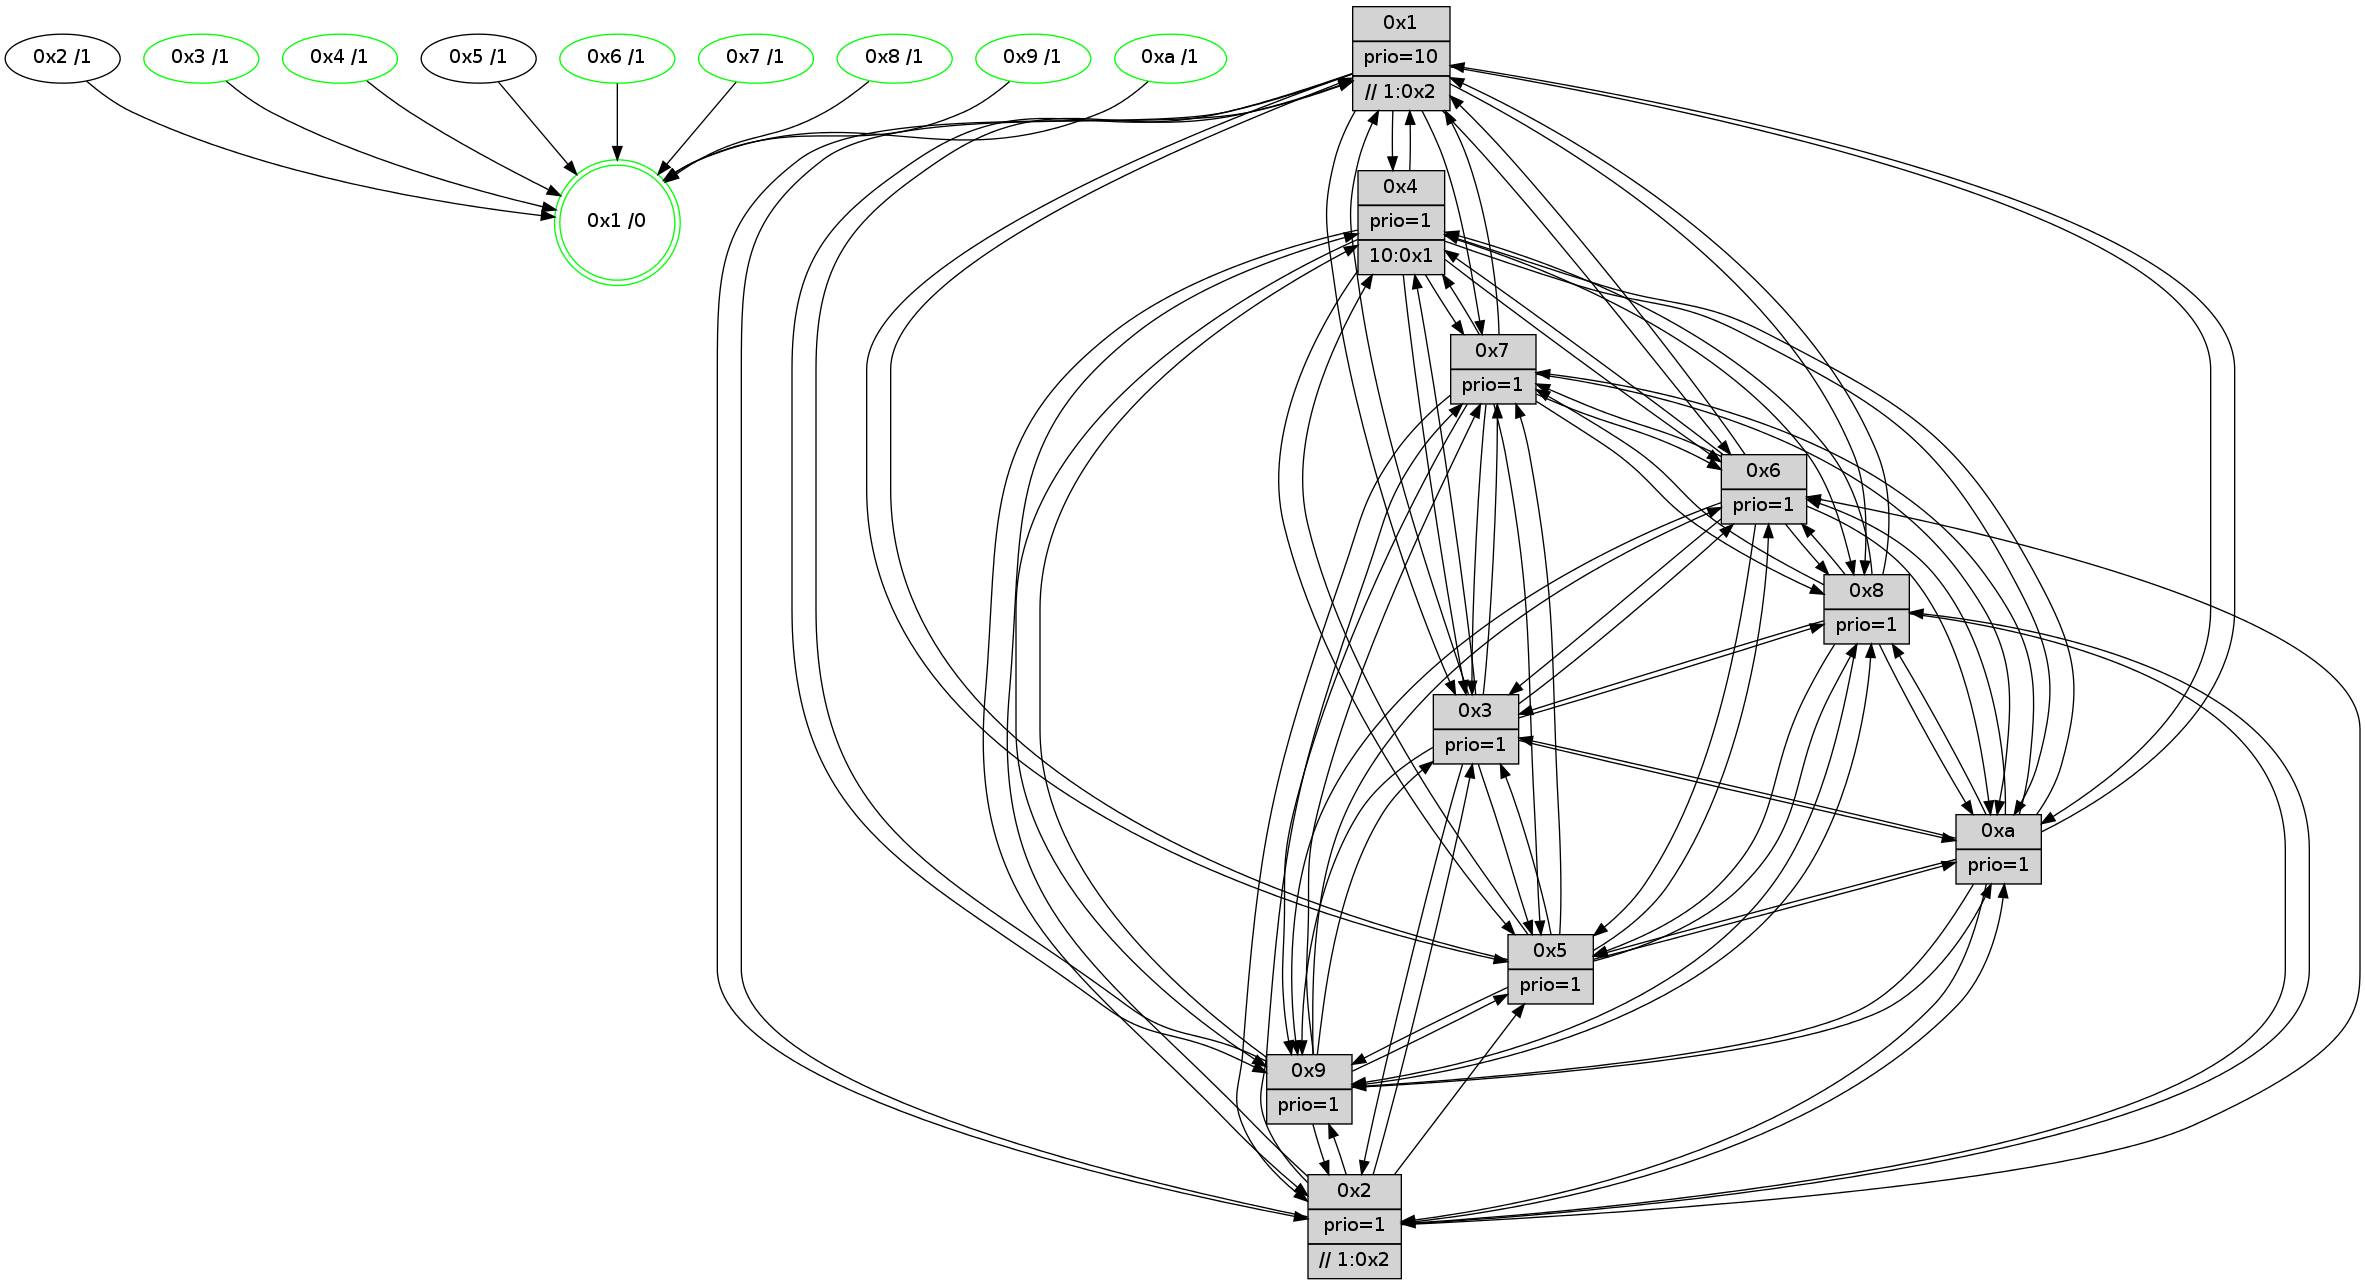 0x1
prio=10
// 1:0x2
0x2 /1
0x3 /1
0x4 /1
0x5 /1
0x6 /1
0x7 /1
0x8 /1
0x9 /1
0xa /1
0x1 /0
0x4
prio=1
10:0x1
0x7
prio=1
0x6
prio=1
0x8
prio=1
0x3
prio=1
0xa
prio=1
0x5
prio=1
0x9
prio=1
0x2
prio=1
// 1:0x2